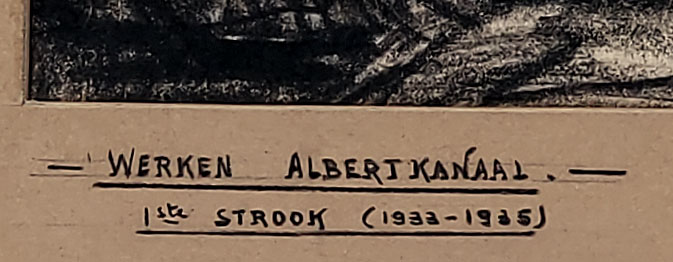 — WERKEN ALBERTKANAAL. —
1ste STROOK (1933-1935)